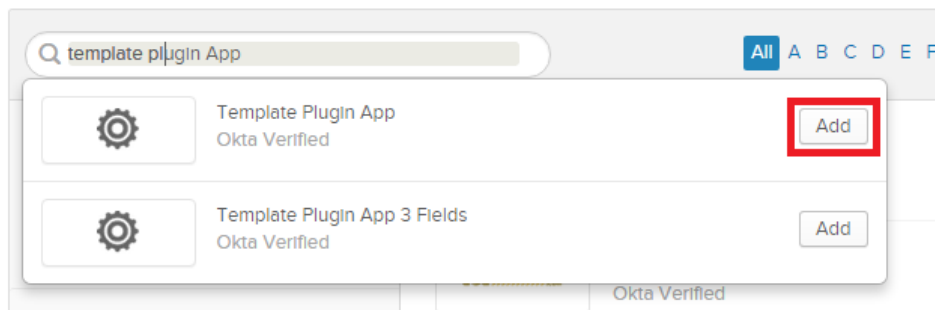 template plugin App
All A B C D E F
Template Plugin App
Okta Verified
Add
Template Plugin App 3 Fields
Okta Verified
Add
Okta Verified